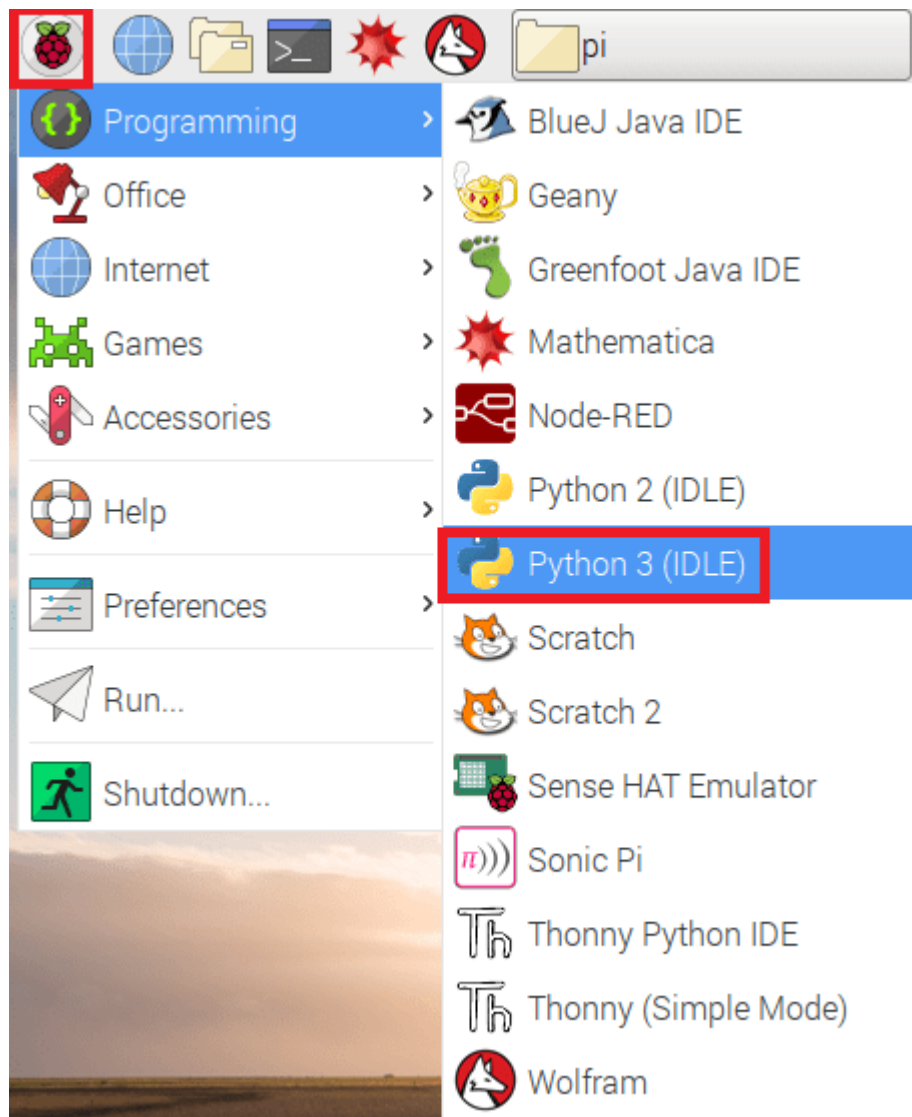 pi
Programming
Office
Internet
Games
Accessories
Help
Preferences
Run...
Shutdown...
BlueJ Java IDE
Geany
Greenfoot Java IDE
Mathematica
Node-RED
Python 2 (IDLE)
Python 3 (IDLE)
Scratch
Scratch 2
Sense HAT Emulator
π)))
Sonic Pi
Th Thonny Python IDE
Th Thonny (Simple Mode)
Wolfram